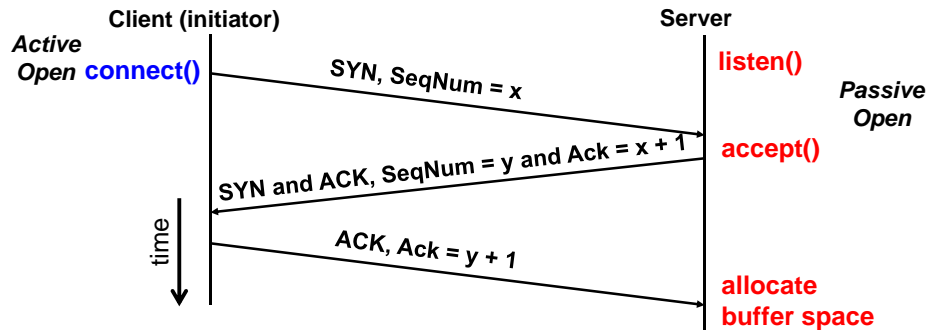 Client (initiator)
Server
Active
Open
connect()
listen()
SYN, SeqNum = x
Passive
Open
accept()
SYN and ACK, SeqNum = y and Ack = x + 1
time
ACK, Ack = y + 1
allocate
buffer space